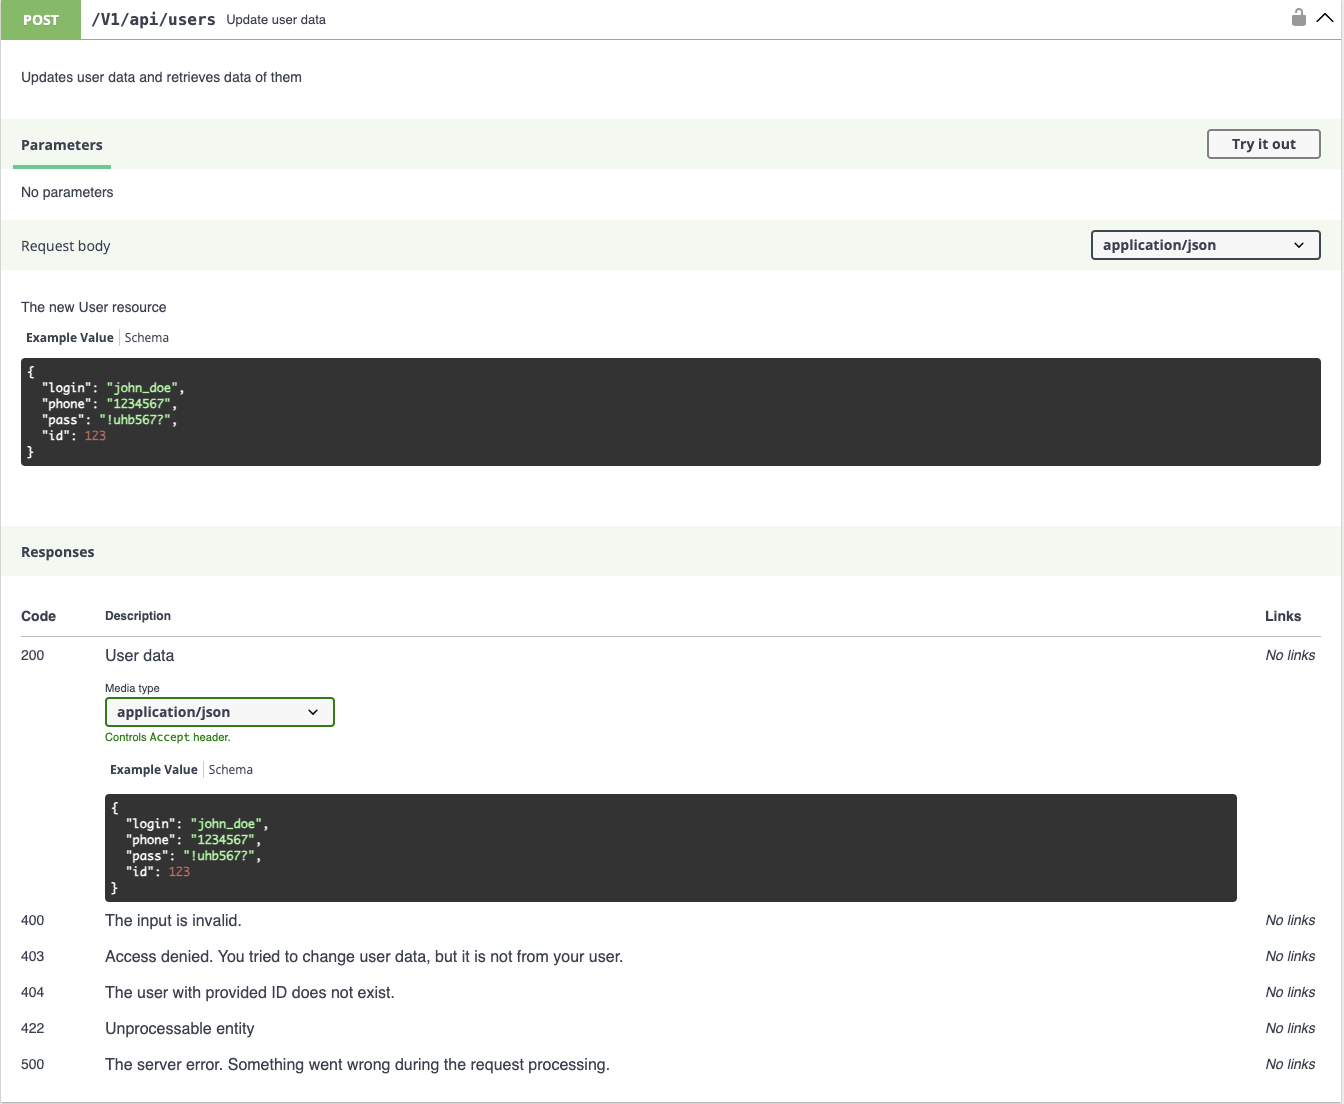 POST /V1/api/users Update user data
Updates user data and retrieves data of them
Parameters Try it out
No parameters
Request body application/json
The new User resource
Example Value Schema
{
"login": "john_doe",
"phone": "1234567",
"pass": "!uhb567?",
"id": 123
}
Responses
Code Description Links
200 User data No links
Media type
application/json
Controls Accept header.
Example Value Schema
{
"login": "john_doe",
"phone": "1234567",
"pass": "!uhb567?",
"id": 123
}
400 The input is invalid. No links
403 Access denied. You tried to change user data, but it is not from your user. No links
404 The user with provided ID does not exist. No links
422 Unprocessable entity No links
500 The server error. Something went wrong during the request processing. No links